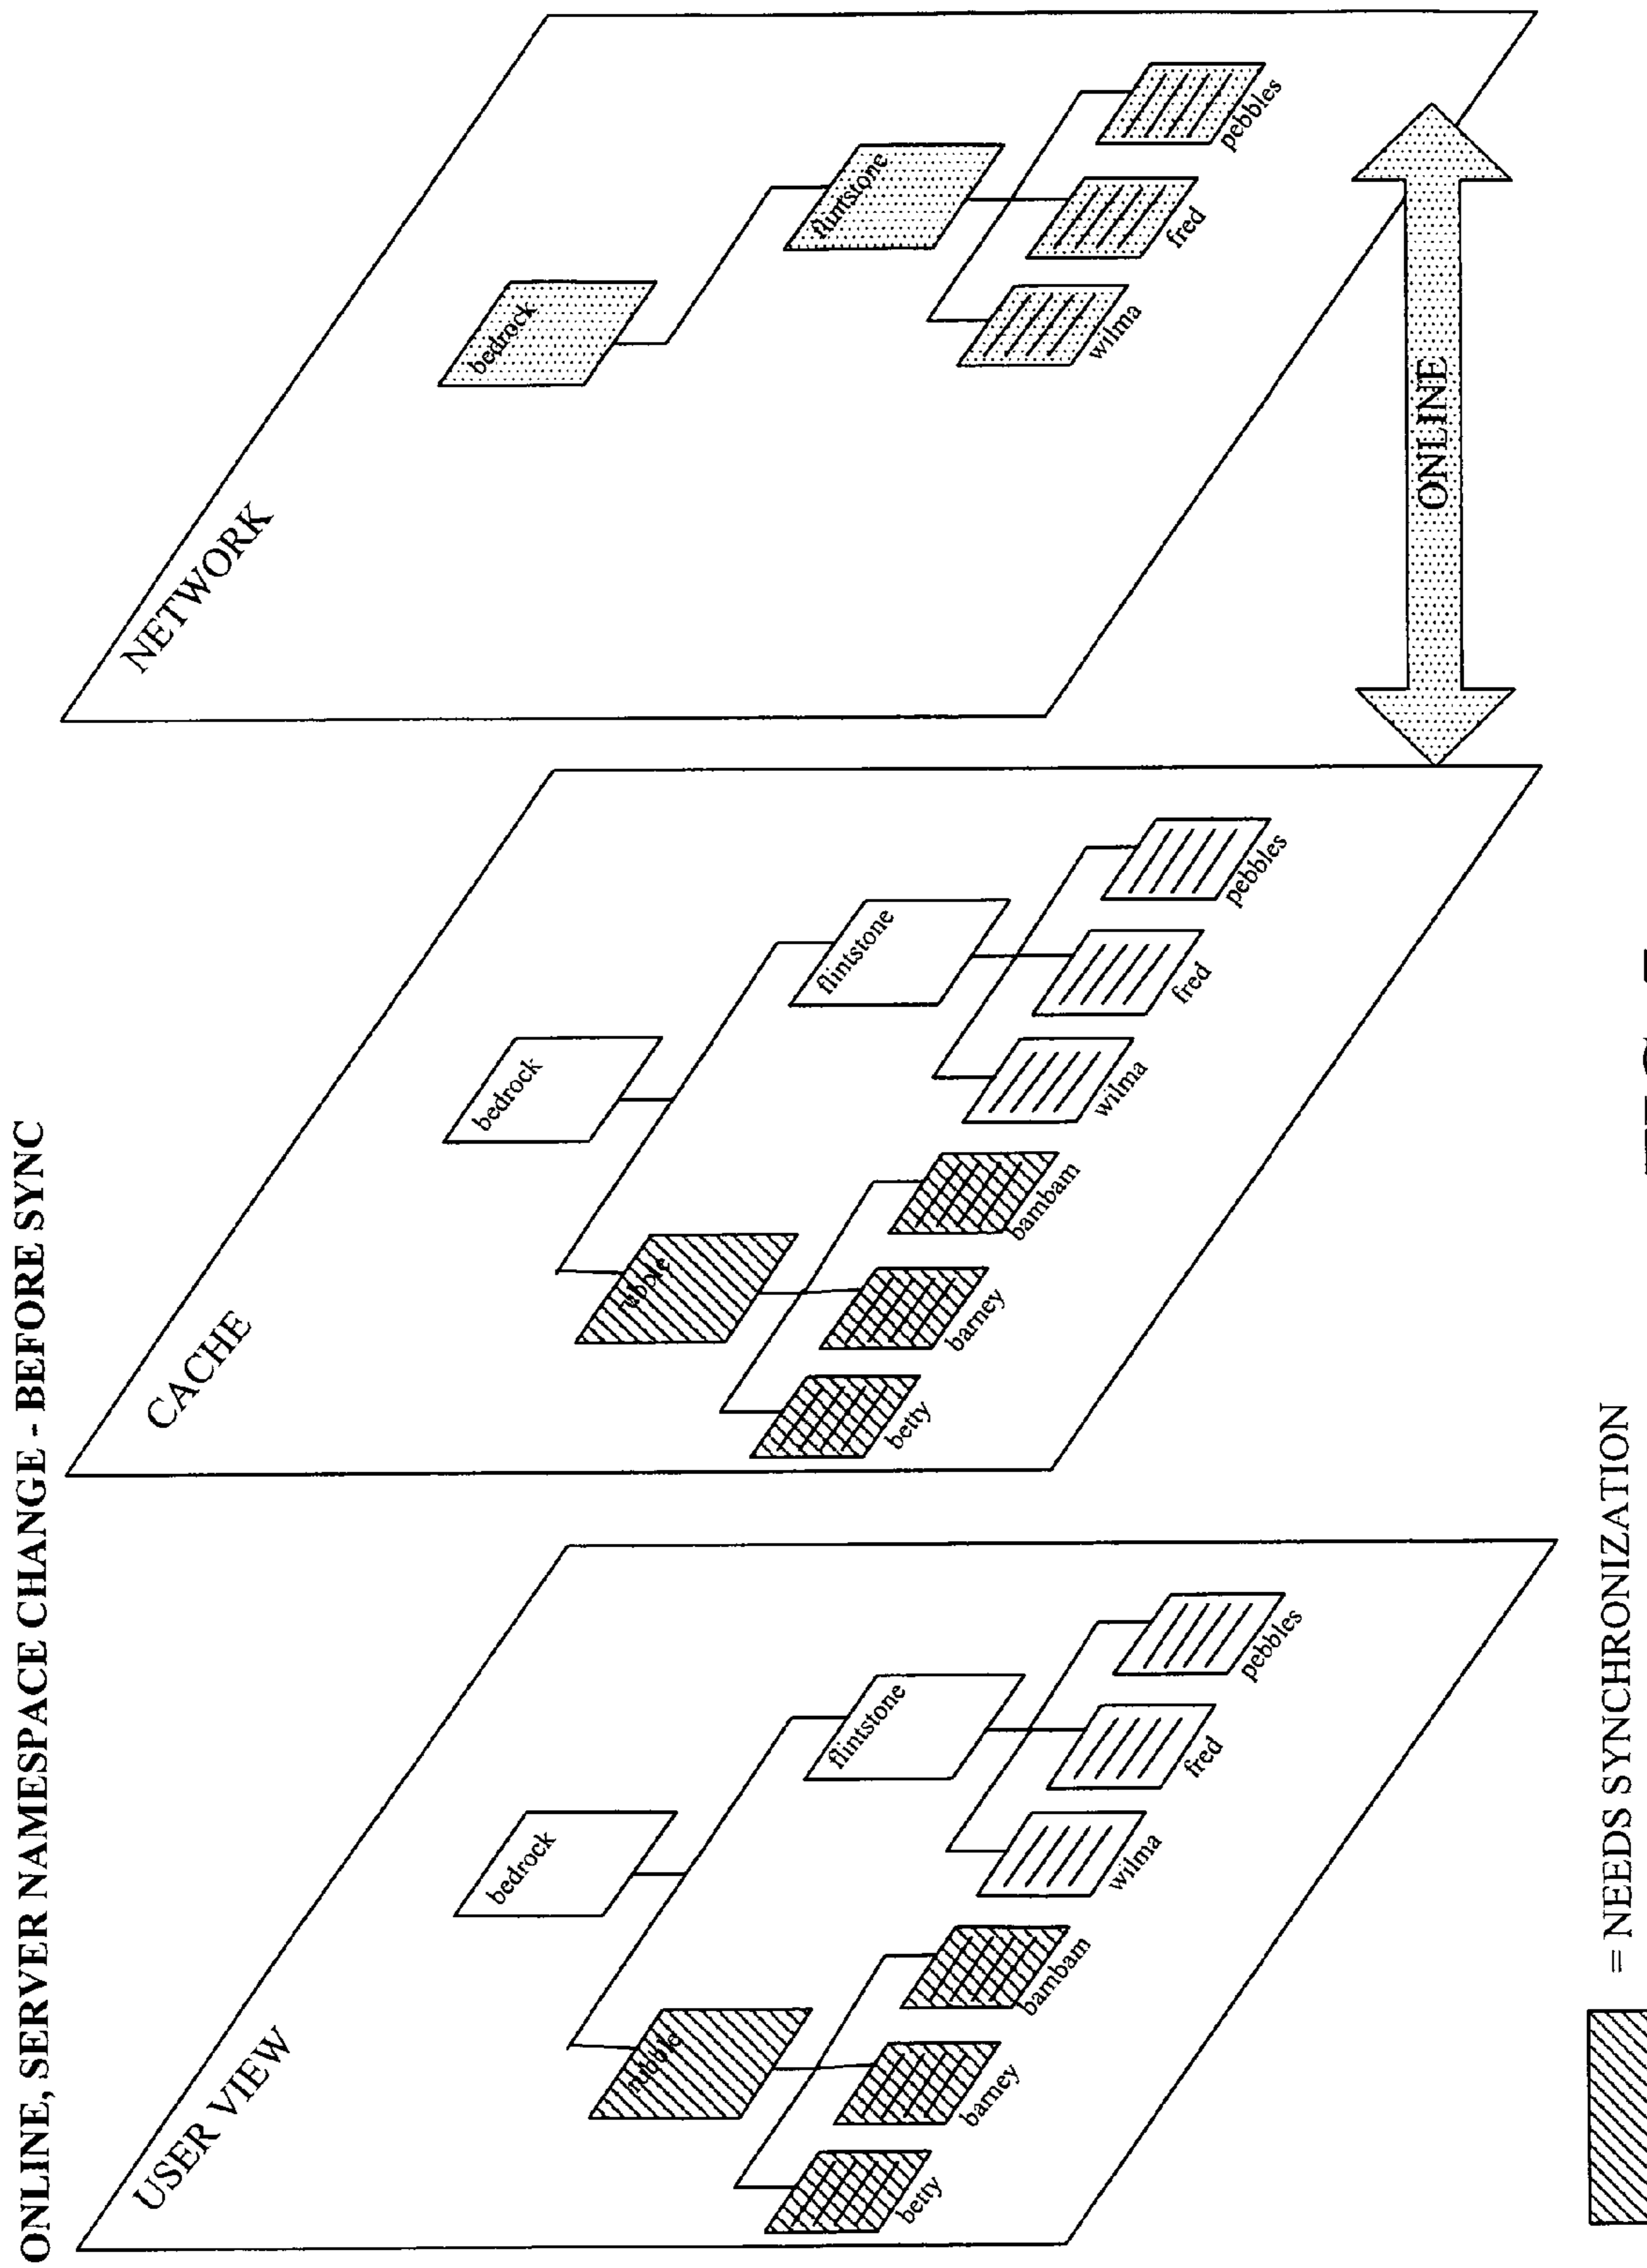 ONLINE, SERVER NAMESPACE CHANGE - BEFORE SYNC
USER VIEW
bedrock
rubble
flintstone
betty
barney
bambam
wilma
fred
pebbles
CACHE
bedrock
rubble
flintstone
betty
barney
bambam
wilma
fred
pebbles
NETWORK
bedrock
flintstone
wilma
fred
pebbles
ONLINE
= NEEDS SYNCHRONIZATION